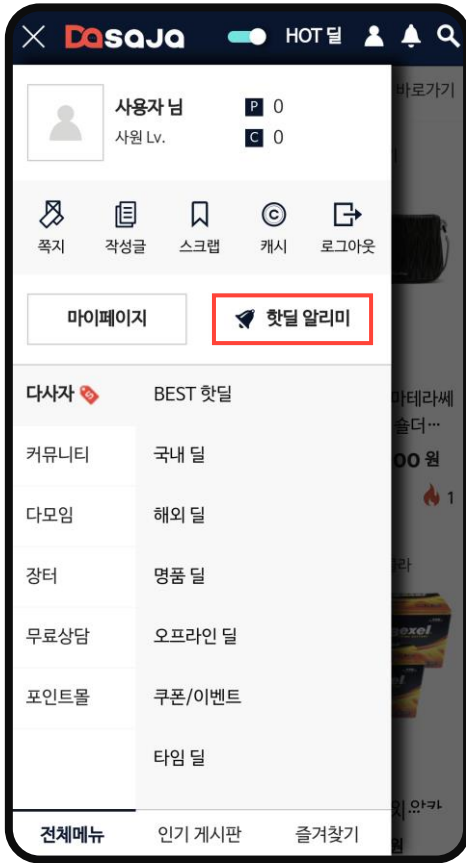 Dasaja HOT 딜
바로가기
사용자 님 P 0
사원 Lv. C 0
쪽지 작성글 스크랩 캐시 로그아웃
마이페이지 핫딜 알리미
다사자 BEST 핫딜
마테라쎄
숄더…
커뮤니티 국내 딜
00 원
1
다모임 해외 딜
장터 명품 딜
무료상담 오프라인 딜
포인트몰 쿠폰/이벤트
타임 딜
전체메뉴 인기 게시판 즐겨찾기
원